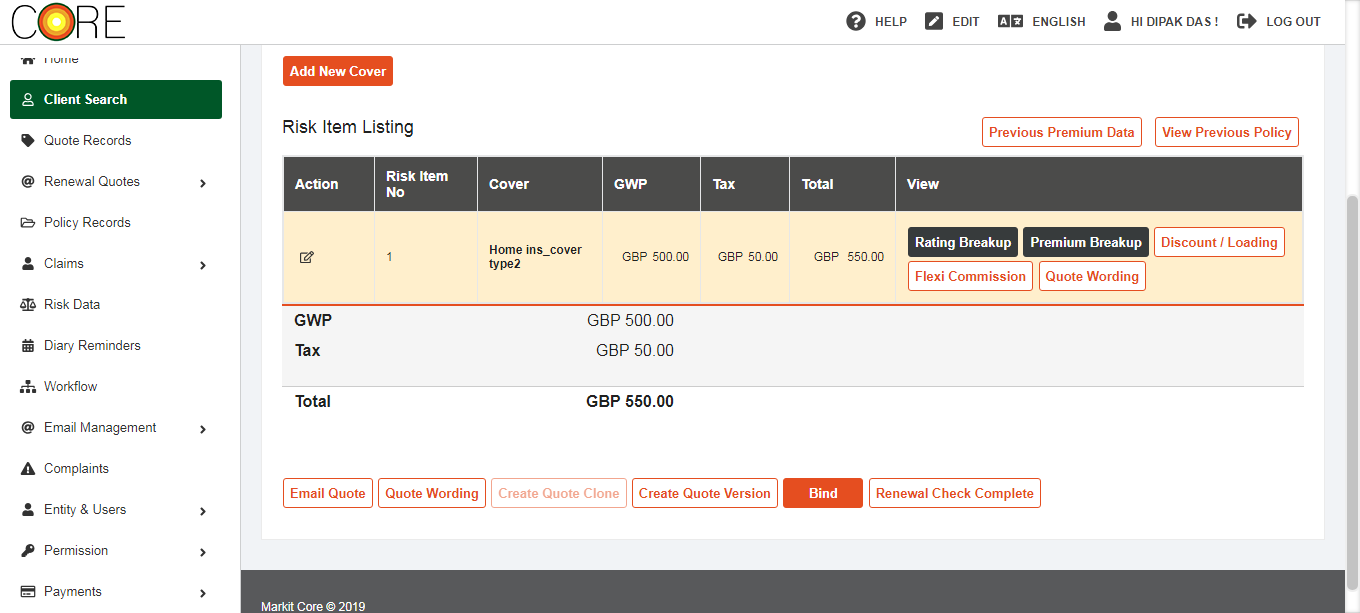 CORE
HELP
EDIT
ENGLISH
HI DIPAK DAS !
LOG OUT
Home
Client Search
Quote Records
Renewal Quotes
Policy Records
Claims
Risk Data
Diary Reminders
Workflow
Email Management
Complaints
Entity & Users
Permission
Payments
Add New Cover
Risk Item Listing
Previous Premium Data
View Previous Policy
Action
Risk Item
No
Cover
GWP
Tax
Total
View
1
Home ins_cover
type2
GBP 500.00
GBP 50.00
GBP 550.00
Rating Breakup
Premium Breakup
Discount / Loading
Flexi Commission
Quote Wording
GWP GBP 500.00
Tax GBP 50.00
Total GBP 550.00
Email Quote
Quote Wording
Create Quote Clone
Create Quote Version
Bind
Renewal Check Complete
Markit Core © 2019